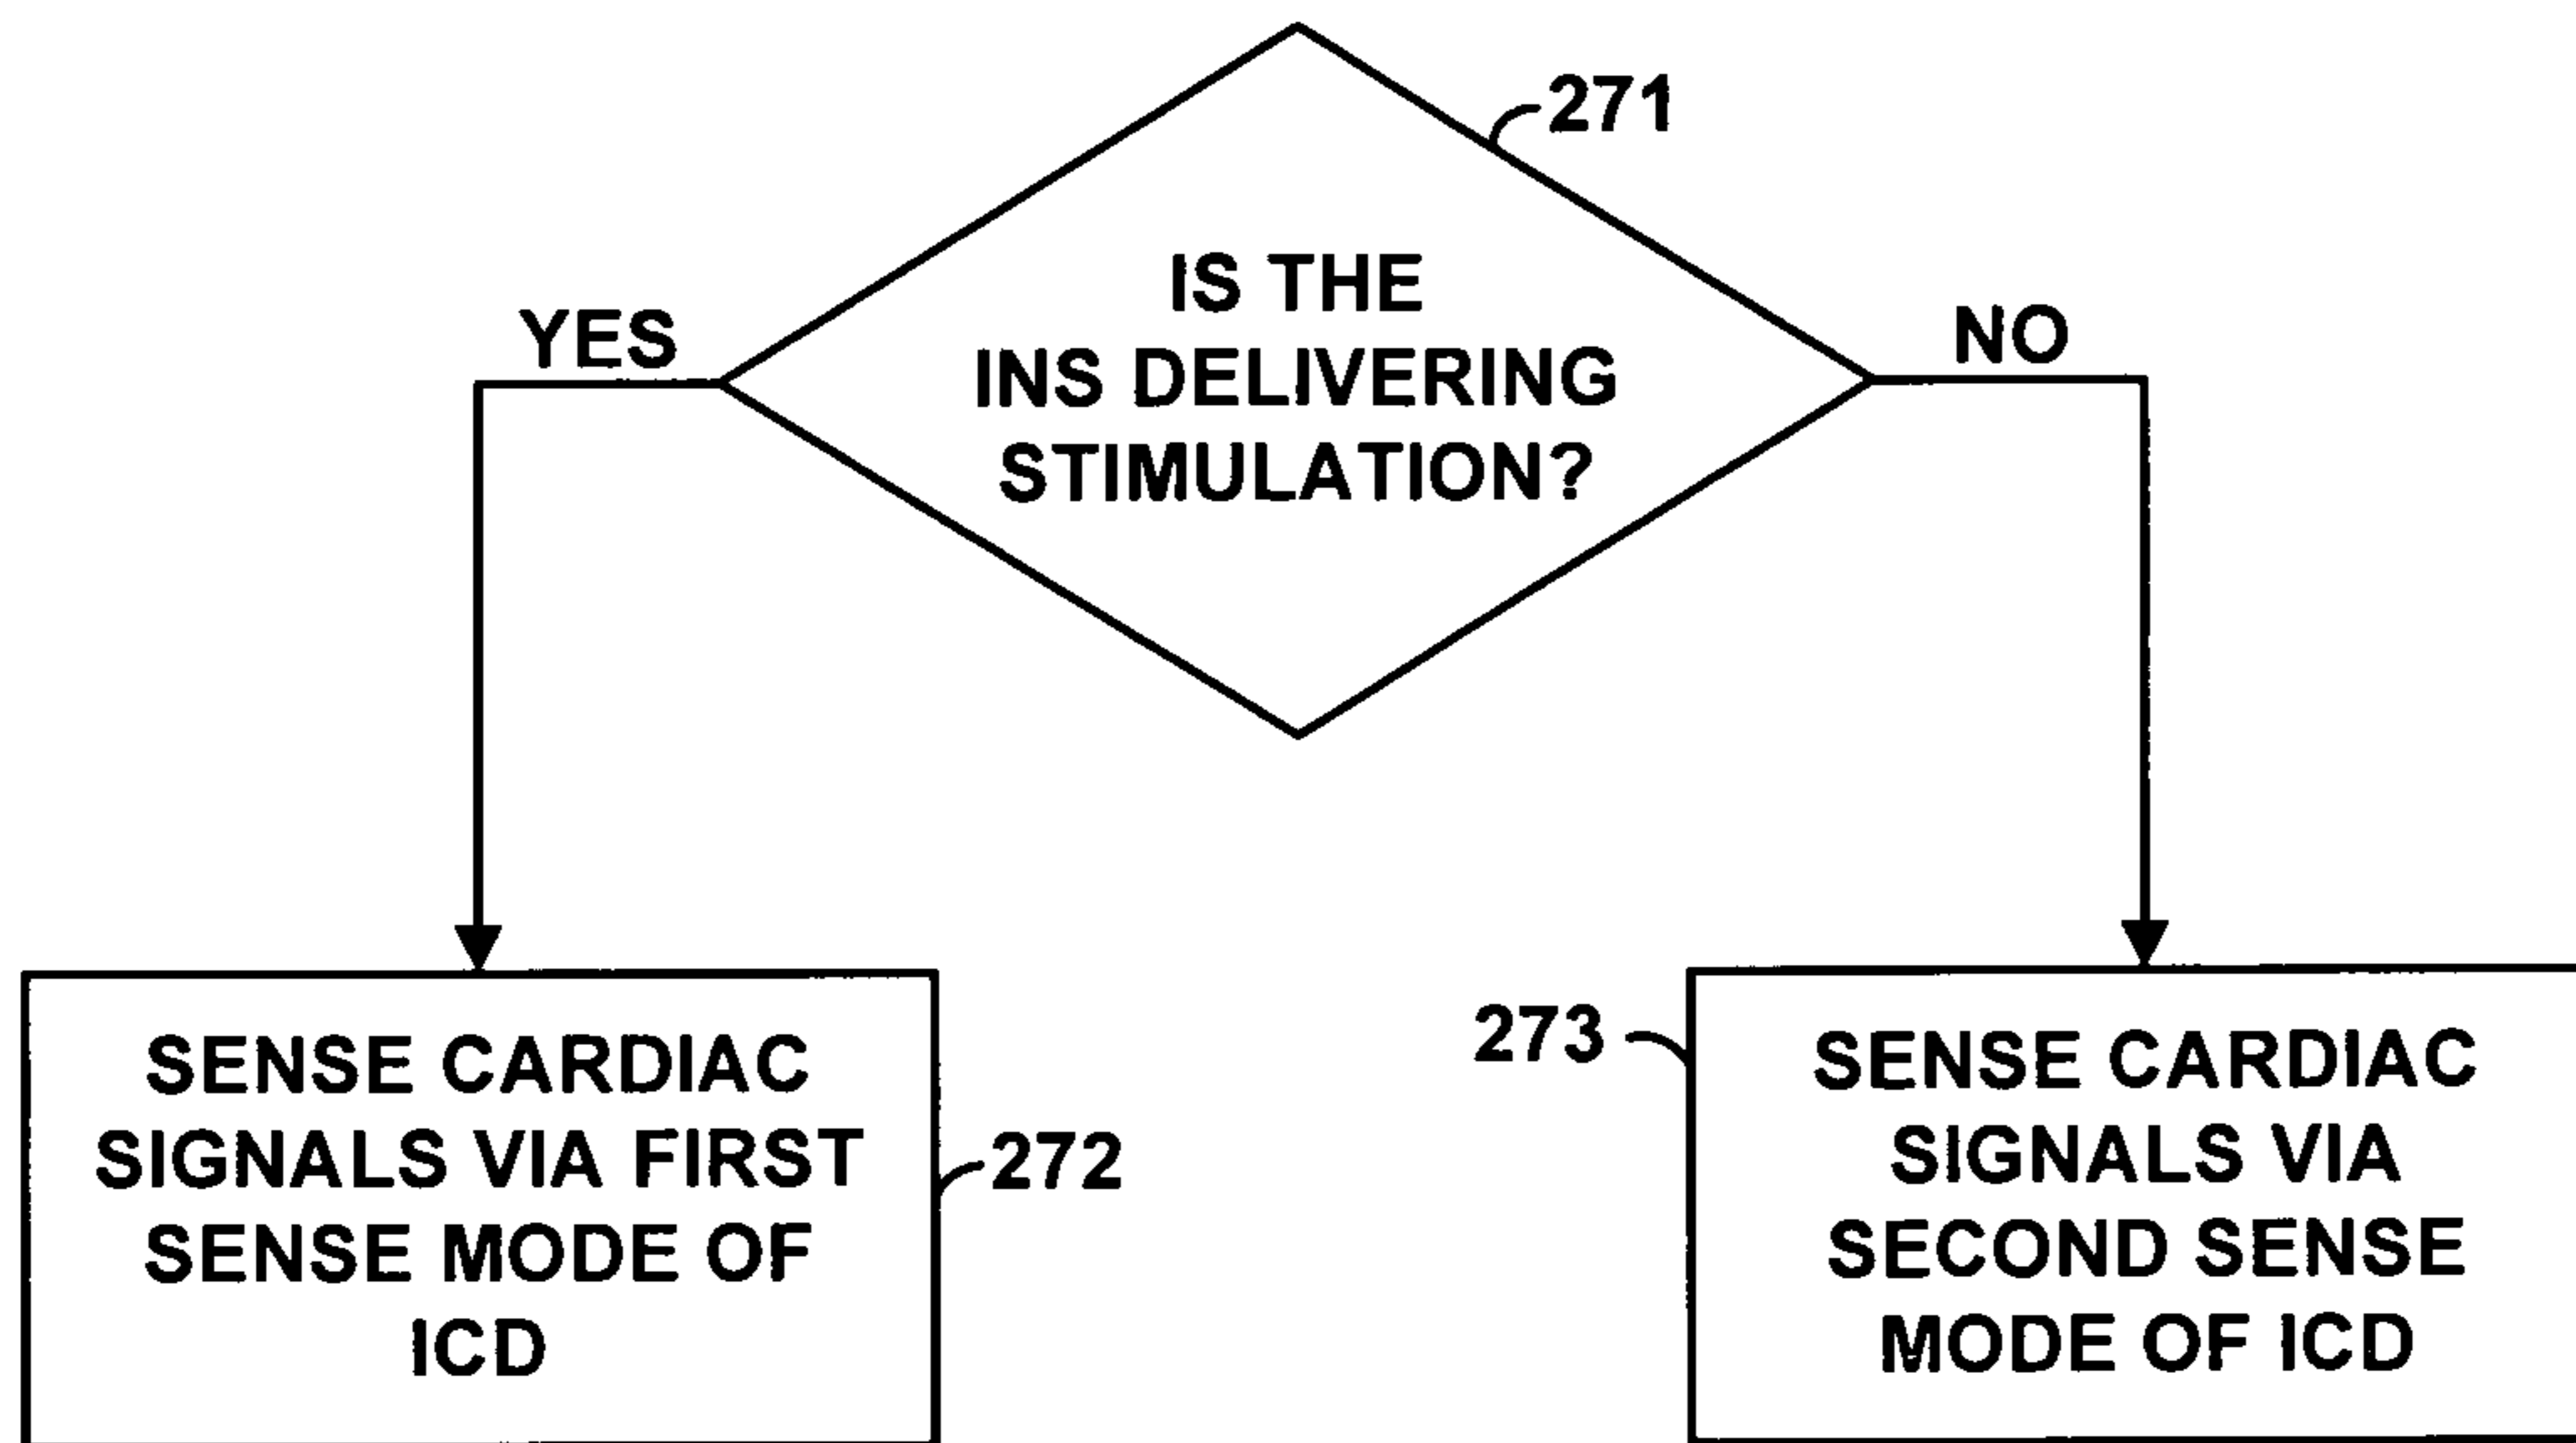 271
IS THE
INS DELIVERING
STIMULATION?
YES
NO
SENSE CARDIAC
SIGNALS VIA FIRST
SENSE MODE OF
ICD
272
273
SENSE CARDIAC
SIGNALS VIA
SECOND SENSE
MODE OF ICD